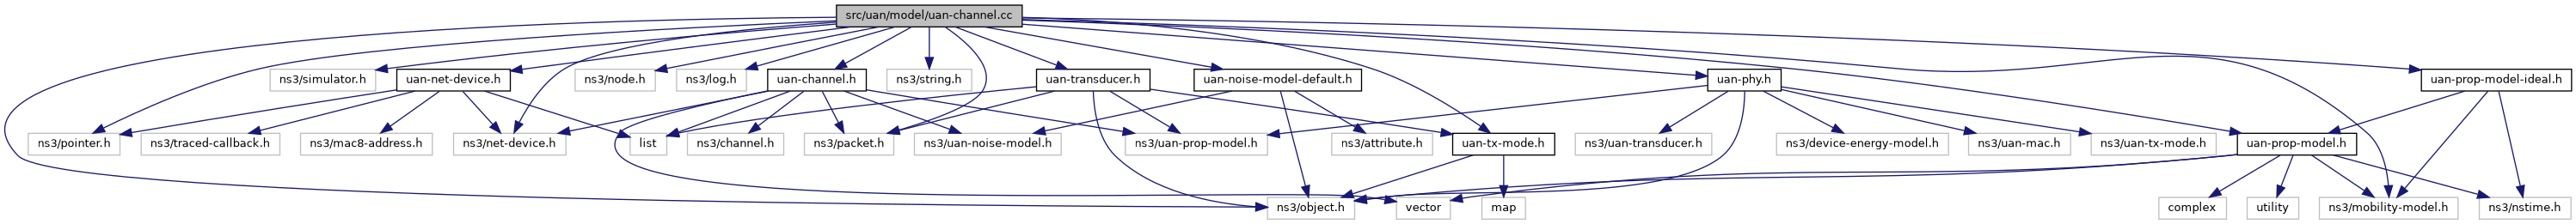 src/uan/model/uan-channel.cc
ns3/simulator.h
uan-net-device.h
ns3/node.h
ns3/log.h
uan-channel.h
ns3/string.h
uan-transducer.h
uan-noise-model-default.h
uan-phy.h
uan-prop-model-ideal.h
ns3/pointer.h
ns3/traced-callback.h
ns3/mac8-address.h
ns3/net-device.h
list
ns3/channel.h
ns3/packet.h
ns3/uan-noise-model.h
ns3/uan-prop-model.h
ns3/attribute.h
uan-tx-mode.h
ns3/uan-transducer.h
ns3/device-energy-model.h
ns3/uan-mac.h
ns3/uan-tx-mode.h
uan-prop-model.h
ns3/object.h
vector
map
complex
utility
ns3/mobility-model.h
ns3/nstime.h